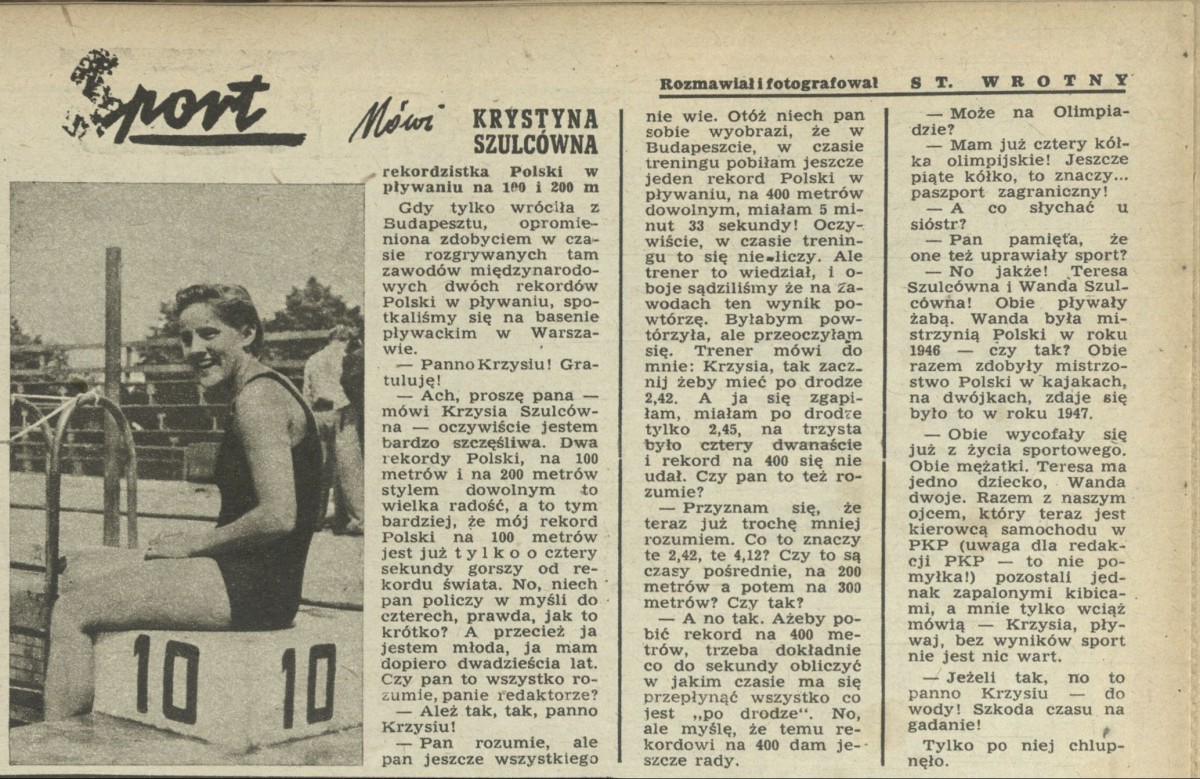 Sport
Mówi
KRYSTYNA
SZULCÓWNA
rekordzistka Polski w
pływaniu na 100 i 200 m
Gdy tylko wróciła z
Budapesztu, opromie-
niona zdobyciem w cza-
sie rozgrywanych tam
zawodów międzynarodo-
wych dwóch rekordów
Polski w pływaniu, spo-
tkaliśmy się na basenie
pływackim w Warsza-
wie.
— Panno Krzysiu! Gra-
tuluję!
— Ach, proszę pana —
mówi Krzysia Szulców-
na — oczywiście jestem
bardzo szczęśliwa. Dwa
rekordy Polski, na 100
metrów i na 200 metrów
stylem dowolnym to
wielka radość, a to tym
bardziej, że mój rekord
Polski na 100 metrów
jest już t y l k o o cztery
sekundy gorszy od re-
kordu świata. No, niech
pan policzy w myśli do
czterech, prawda, jak to
krótko? A przecież ja
jestem młoda, ja mam
dopiero dwadzieścia lat.
Czy pan to wszystko ro-
zumie, panie redaktorze?
— Ależ tak, tak, panno
Krzysiu!
— Pan rozumie, ale
pan jeszcze wszystkiego
Rozmawiał i fotografował ST. WROTNY
nie wie. Otóż niech pan
sobie wyobrazi, że w
Budapeszcie, w czasie
treningu pobiłam jeszcze
jeden rekord Polski w
pływaniu, na 400 metrów
dowolnym, miałam 5 mi-
nut 33 sekundy! Oczy-
wiście, w czasie trenin-
gu to się nie liczy. Ale
trener to wiedział, i o-
boje sądziliśmy że na za-
wodach ten wynik po-
wtórzę. Byłabym pow-
tórzyła, ale przeoczyłam
się. Trener mówi do
mnie: Krzysia, tak zacz-
nij żeby mieć po drodze
2,42. A ja się zgapi-
łam, miałam po drodze
tylko 2,45, na trzysta
było cztery dwanaście
i rekord na 400 się nie
udał. Czy pan to też ro-
zumie?
— Przyznam się, że
teraz już trochę mniej
rozumiem. Co to znaczy
te 2,42, te 4,12? Czy to są
czasy pośrednie, na 200
metrów a potem na 300
metrów? Czy tak?
— A no tak. Ażeby po-
bić rekord na 400 me-
trów, trzeba dokładnie
co do sekundy obliczyć
w jakim czasie ma się
przepłynąć wszystko co
jest „po drodze“. No,
ale myślę, że temu re-
kordowi na 400 dam je-
szcze rady.
— Może na Olimpia-
dzie?
— Mam już cztery kół-
ka olimpijskie! Jeszcze
piąte kółko, to znaczy...
paszport zagraniczny!
— A co słychać u
sióstr?
— Pan pamięta, że
one też uprawiały sport?
— No jakże! Teresa
Szulcówna i Wanda Szul-
cówna! Obie pływały
żabą. Wanda była mi-
strzynią Polski w roku
1946 — czy tak? Obie
razem zdobyły mistrzo-
stwo Polski w kajakach,
na dwójkach, zdaje się
było to w roku 1947.
— Obie wycofały się
już z życia sportowego.
Obie mężatki. Teresa ma
jedno dziecko, Wanda
dwoje. Razem z naszym
ojcem, który teraz jest
kierowcą samochodu w
PKP (uwaga dla redak-
cji PKP — to nie po-
myłka!) pozostali jed-
nak zapalonymi kibica-
mi, a mnie tylko wciąż
mówią — Krzysia, pły-
waj, bez wyników sport
nie jest nic wart.
— Jeżeli tak, no to
panno Krzysiu — do
wody! Szkoda czasu na
gadanie!
Tylko po niej chlup-
nęło.
10 10